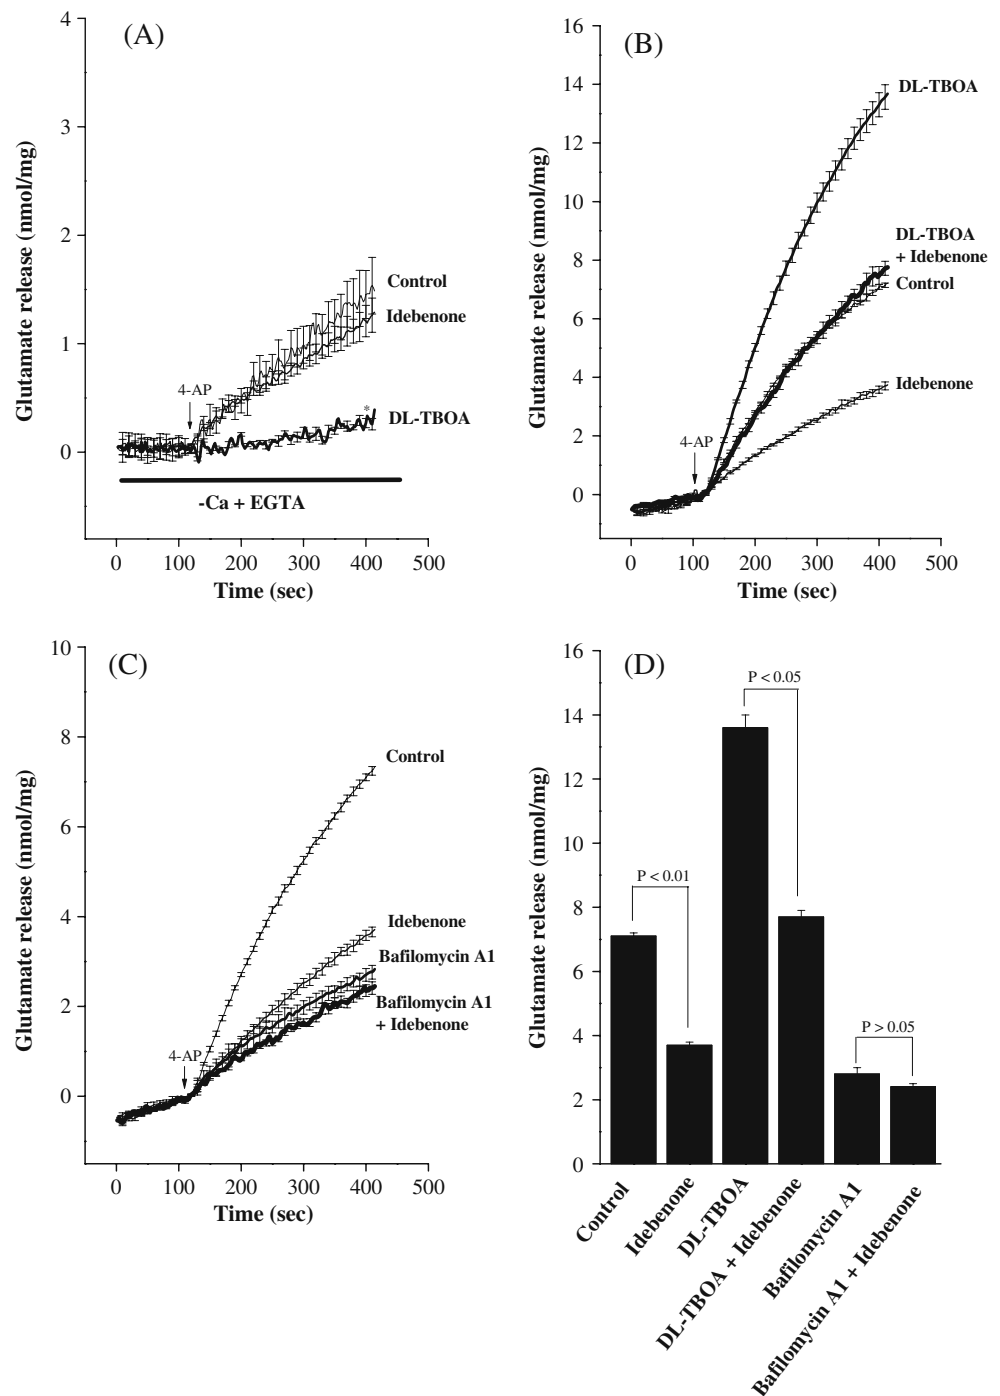 (A)
4
3
2
1
0
Glutamate release (nmol/mg)
Control
Idebenone
4-AP
*
DL-TBOA
-Ca + EGTA
0 100 200 300 400 500
Time (sec)
(B)
16
14
12
10
8
6
4
2
0
Glutamate release (nmol/mg)
DL-TBOA
DL-TBOA
+ Idebenone
Control
Idebenone
4-AP
0 100 200 300 400 500
Time (sec)
(C)
10
8
6
4
2
0
Glutamate release (nmol/mg)
Control
Idebenone
Bafilomycin A1
Bafilomycin A1
+ Idebenone
4-AP
0 100 200 300 400 500
Time (sec)
(D)
16
14
12
10
8
6
4
2
0
Glutamate release (nmol/mg)
P < 0.05
P < 0.01
P > 0.05
Control
Idebenone
DL-TBOA
DL-TBOA + Idebenone
Bafilomycin A1
Bafilomycin A1 + Idebenone